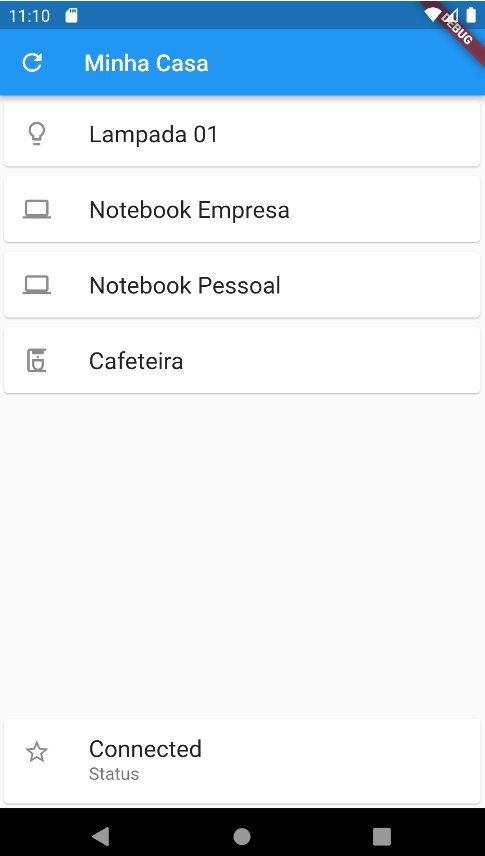 11:10
DEBUG
Minha Casa
Lampada 01
Notebook Empresa
Notebook Pessoal
Cafeteira
Connected
Status